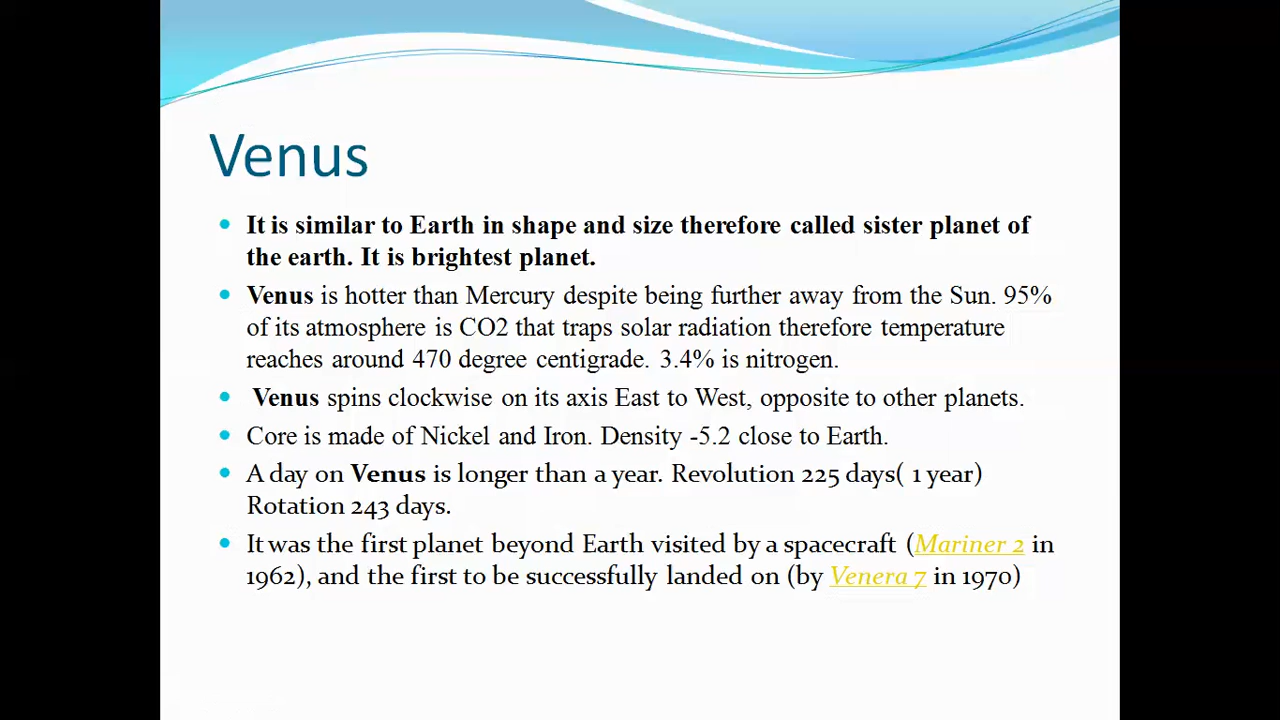 Venus
It is similar to Earth in shape and size therefore called sister planet of
the earth. It is brightest planet.
Venus is hotter than Mercury despite being further away from the Sun. 95%
of its atmosphere is CO2 that traps solar radiation therefore temperature
reaches around 470 degree centigrade. 3.4% is nitrogen.
Venus spins clockwise on its axis East to West, opposite to other planets.
Core is made of Nickel and Iron. Density -5.2 close to Earth.
A day on Venus is longer than a year. Revolution 225 days( 1 year)
Rotation 243 days.
It was the first planet beyond Earth visited by a spacecraft (Mariner 2 in
1962), and the first to be successfully landed on (by Venera 7 in 1970)